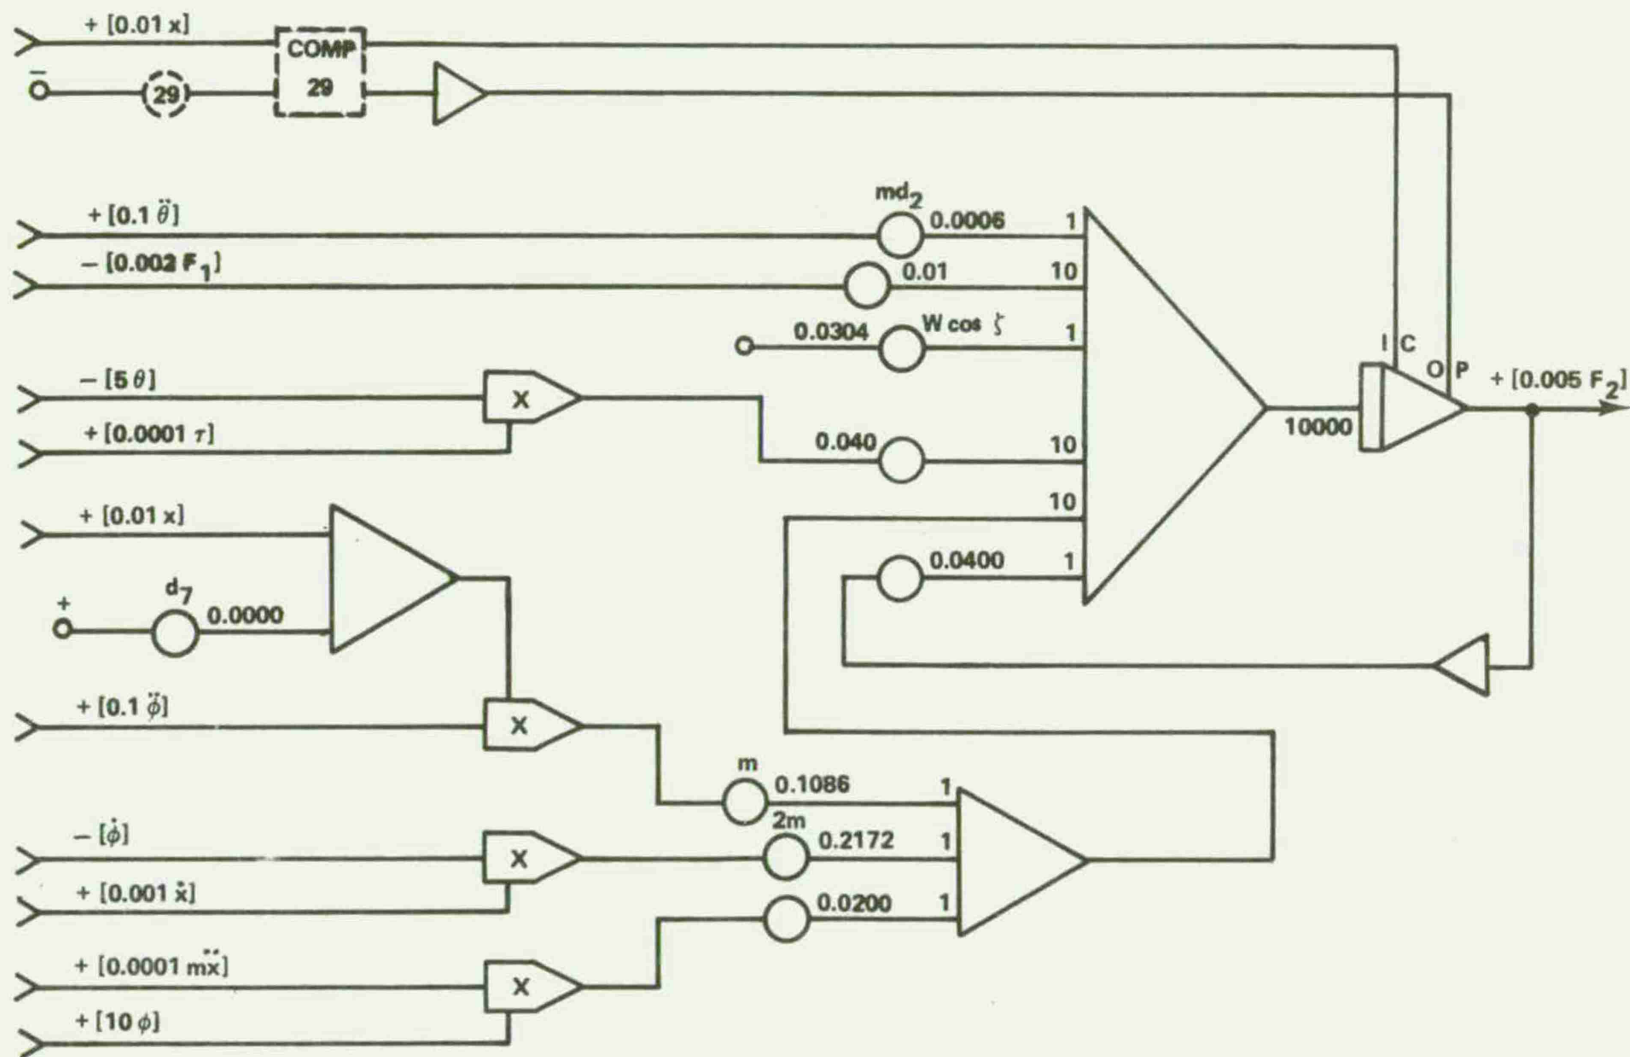 + [0.01 x]
COMP
29
−
29
+ [0.1 θ̈]
md₂
0.0006
1
− [0.002 F₁]
0.01
10
0.0304
W cos ζ
1
I C
O P
+ [0.005 F₂]
− [5 θ]
X
+ [0.0001 τ]
0.040
10
10000
+ [0.01 x]
10
d₇
+
0.0000
0.0400
1
+ [0.1 φ̈]
X
m
0.1086
1
− [φ̇]
X
2m
0.2172
1
+ [0.001 ẋ]
0.0200
1
+ [0.0001 mẍ]
X
+ [10 φ]